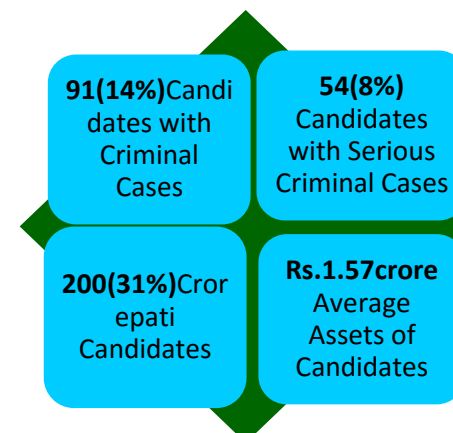 91(14%)Candi
dates with
Criminal
Cases
54(8%)
Candidates
with Serious
Criminal Cases
200(31%)Cror
epati
Candidates
Rs.1.57crore
Average
Assets of
Candidates